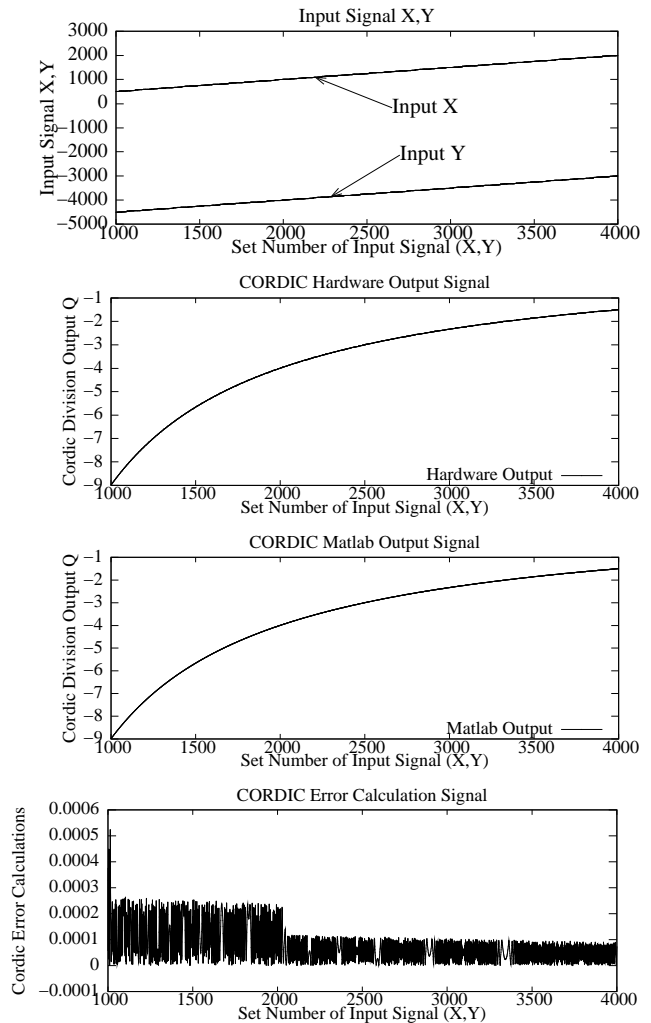 Input Signal X,Y
Input Signal X,Y
3000
2000
1000
0
−1000
−2000
−3000
−4000
−5000
Input X
Input Y
1000 1500 2000 2500 3000 3500 4000
Set Number of Input Signal (X,Y)
CORDIC Hardware Output Signal
Cordic Division Output Q
−1
−2
−3
−4
−5
−6
−7
−8
−9
Hardware Output
1000 1500 2000 2500 3000 3500 4000
Set Number of Input Signal (X,Y)
CORDIC Matlab Output Signal
Cordic Division Output Q
−1
−2
−3
−4
−5
−6
−7
−8
−9
Matlab Output
1000 1500 2000 2500 3000 3500 4000
Set Number of Input Signal (X,Y)
CORDIC Error Calculation Signal
Cordic Error Calculations
0.0006
0.0005
0.0004
0.0003
0.0002
0.0001
0
−0.0001
1000 1500 2000 2500 3000 3500 4000
Set Number of Input Signal (X,Y)